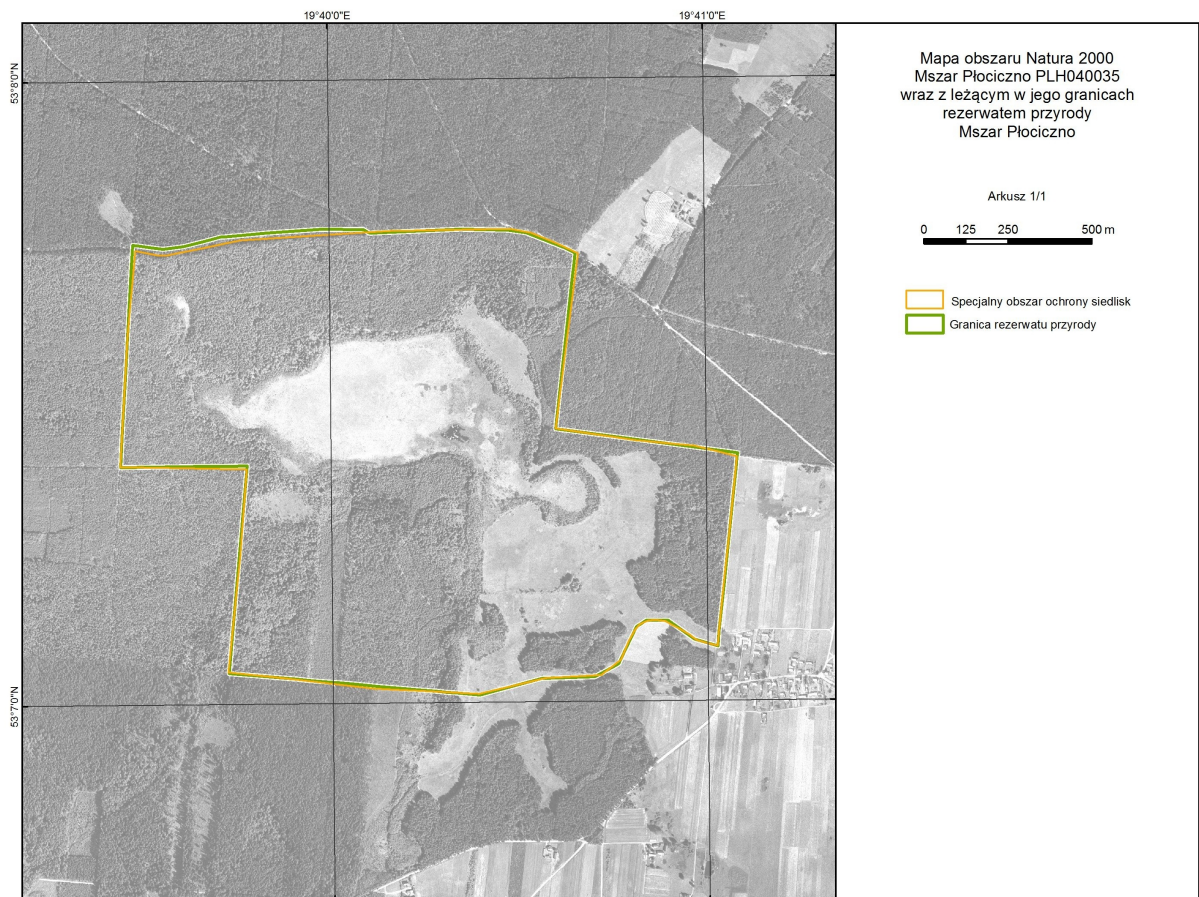 19°40'0"E
19°41'0"E
53°8'0"N
53°7'0"N
Mapa obszaru Natura 2000
Mszar Płociczno PLH040035
wraz z leżącym w jego granicach
rezerwatem przyrody
Mszar Płociczno
Arkusz 1/1
0 125 250 500 m
Specjalny obszar ochrony siedlisk
Granica rezerwatu przyrody